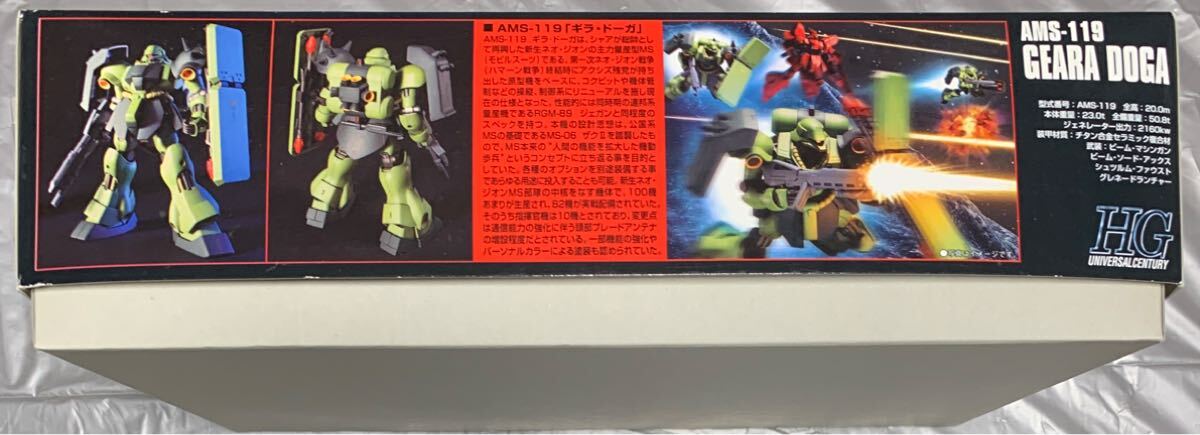 ■ AMS-119「ギラ・ドーガ」
AMS-119 ギラ・ドーガは、シャアが総帥とし
て再興した新生ネオ・ジオンの主力量産型MS
(モビルスーツ)である。第一次ネオ・ジオン戦争
(ハマーン戦争)終結時にアクシズ残党が持ち
出した原型機をベースに、コクピットや機体管
制などの操縦、制御系にリニューアルを施し現
在の仕様となった。性能的には同時期の連邦系
量産機であるRGM-89 ジェガンと同程度の
スペックを持つ。本機の設計思想は、公国系
MSの基礎であるMS-06 ザクⅡを踏襲したも
ので、MS本来の"人間の機能を拡大した機動
歩兵"というコンセプトに立ち返る事を目的と
していた。各種のオプションを別途装備する事
であらゆる用途に投入することも可能。新生ネオ・
ジオンMS部隊の中核をなす機体で、100機
あまりが生産され、82機が実戦配備されていた。
そのうち指揮官機は10機とされており、変更点
は通信能力の強化に伴う頭部ブレードアンテナ
の増設程度だとされている。一部機能の強化や
パーソナルカラーによる塗装も認められていた。
●写真はイメージです。
AMS-119
GEARA DOGA
型式番号:AMS-119 全高:20.0m
本体重量:23.0t 全備重量:50.8t
ジェネレーター出力:2160kw
装甲材質:チタン合金セラミック複合材
武装:ビーム・マシンガン
ビーム・ソード・アックス
シュツルム・ファウスト
グレネードランチャー
HG
UNIVERSAL CENTURY